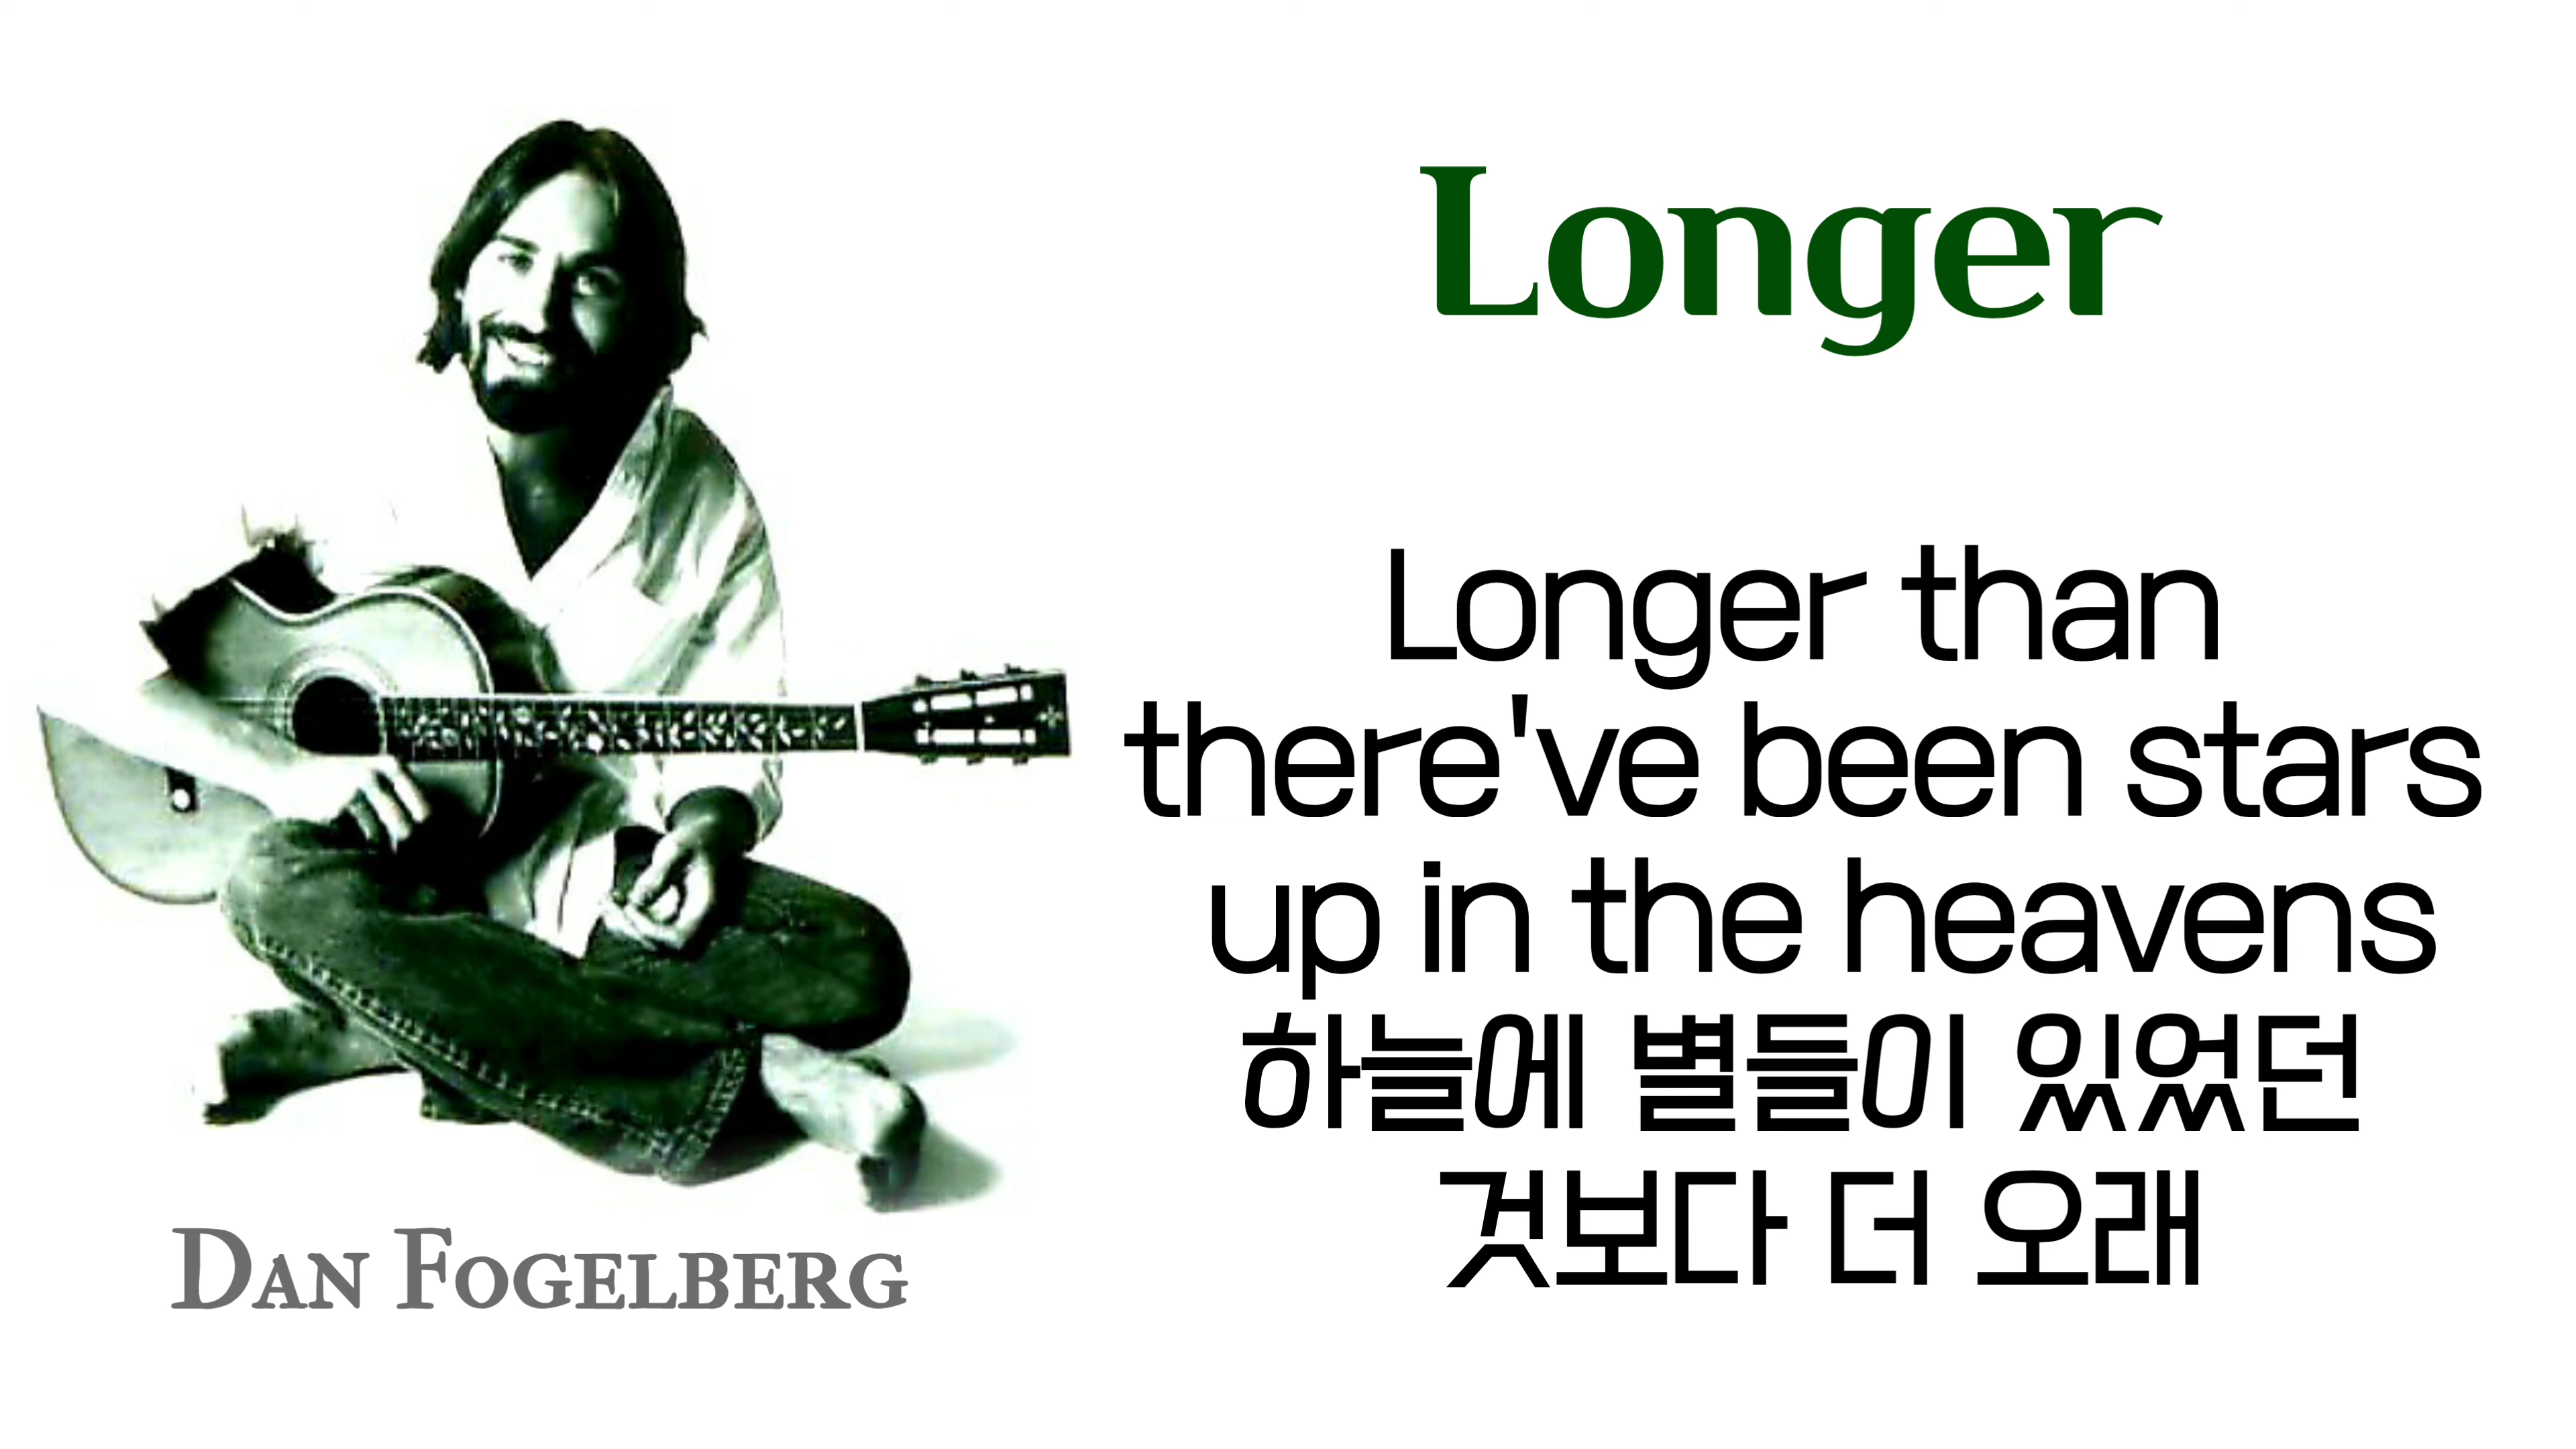 Longer
Longer than
there've been stars
up in the heavens
하늘에 별들이 있었던
것보다 더 오래
DAN FOGELBERG